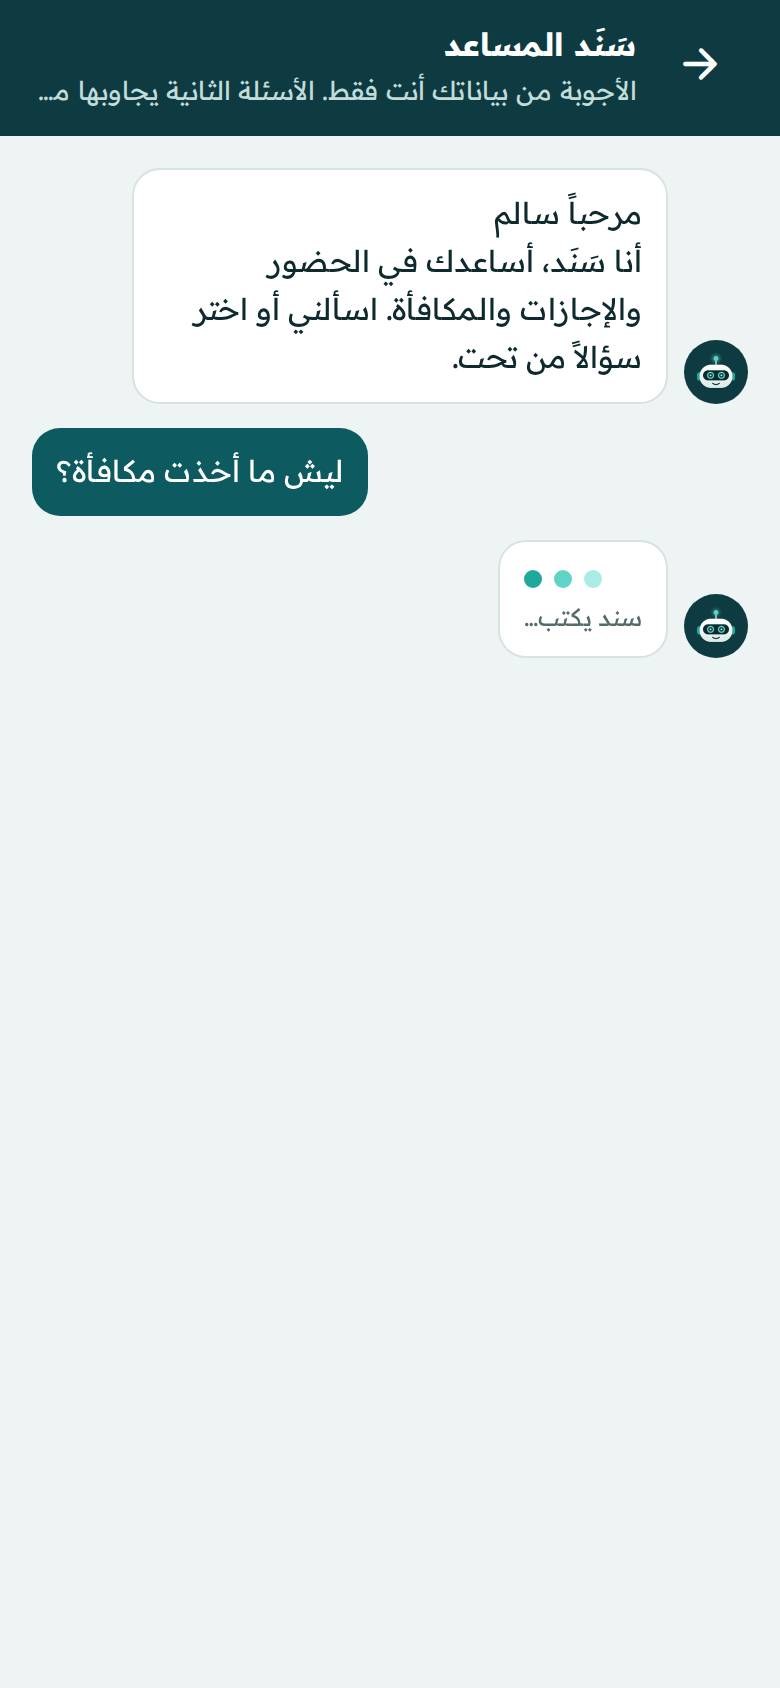 سَنَد المساعد
الأجوبة من بياناتك أنت فقط. الأسئلة الثانية يجاوبها م...
مرحباً سالم
أنا سَنَد، أساعدك في الحضور
والإجازات والمكافأة. اسألني أو اختر
سؤالاً من تحت.
ليش ما أخذت مكافأة؟
سند يكتب...